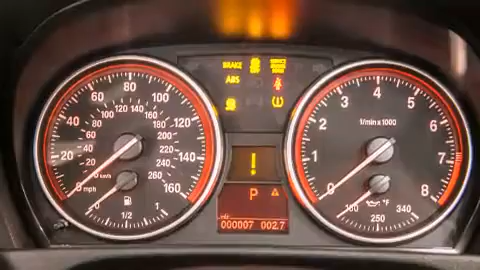 BRAKE
ABS
20 40 60 80 100 120 140 160
20 40 60 80 100 120 140 160 180 200 220 240 260
km/h
mph
0 1/2 1
!
P
000007 002.7
1/min x 1000
0 1 2 3 4 5 6 7 8
°F
250 340